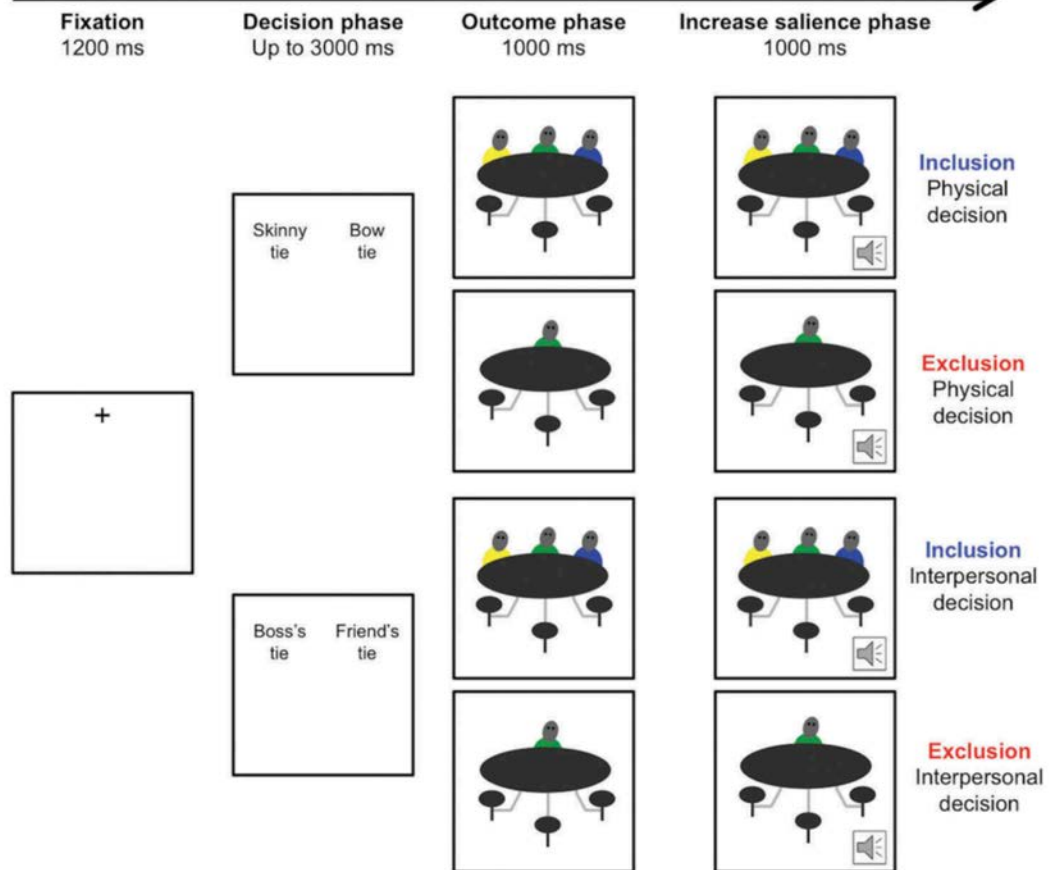 Fixation
1200 ms
Decision phase
Up to 3000 ms
Outcome phase
1000 ms
Increase salience phase
1000 ms
Skinny
tie
Bow
tie
Inclusion
Physical
decision
Exclusion
Physical
decision
+
Boss's
tie
Friend's
tie
Inclusion
Interpersonal
decision
Exclusion
Interpersonal
decision